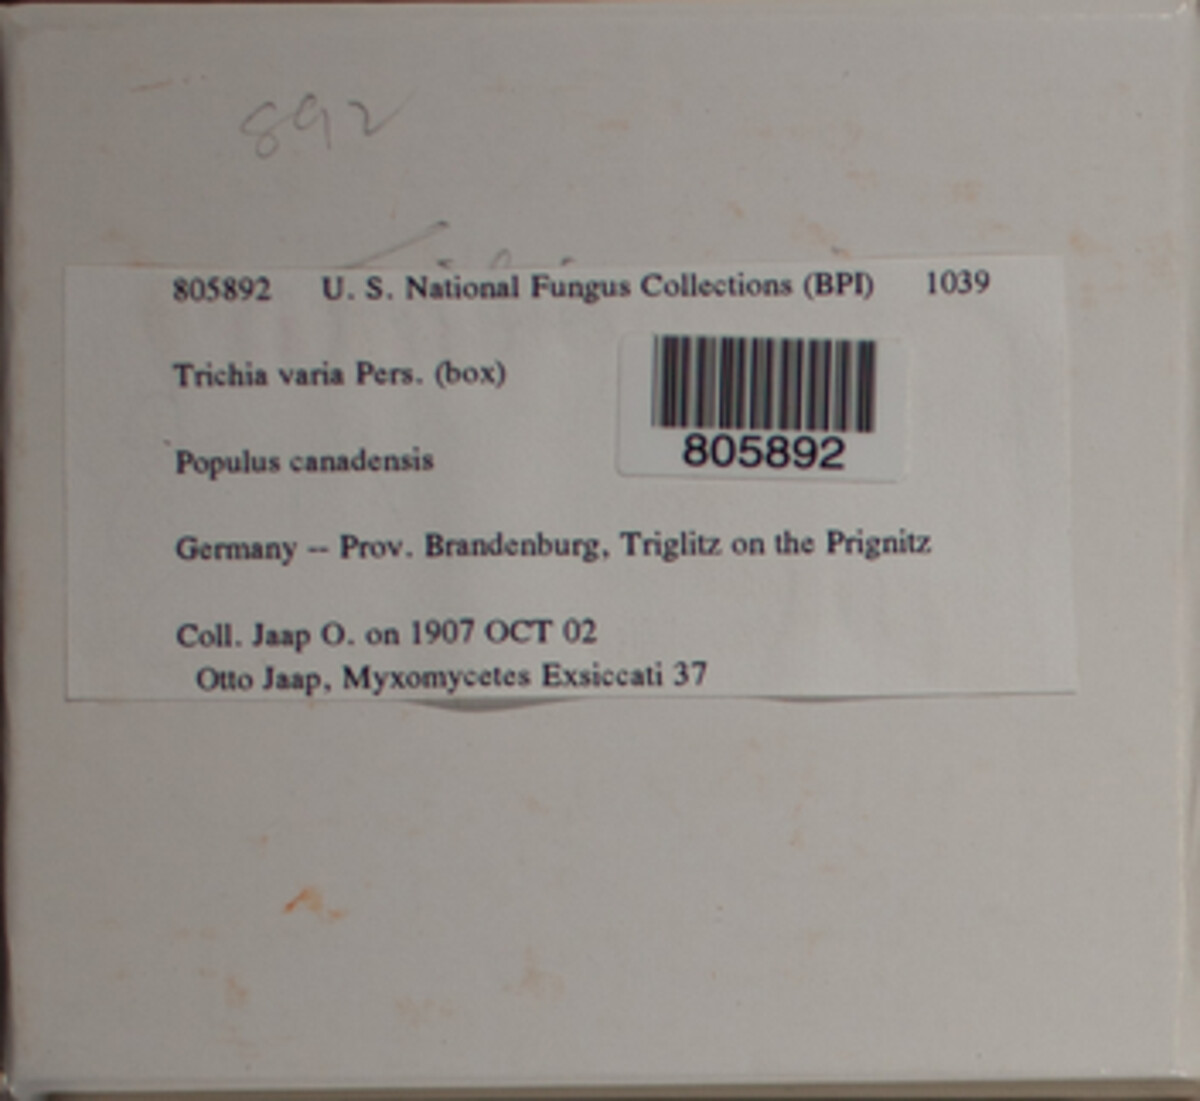 892
805892 U. S. National Fungus Collections (BPI) 1039
Trichia varia Pers. (box)
805892
Populus canadensis
Germany -- Prov. Brandenburg, Triglitz on the Prignitz
Coll. Jaap O. on 1907 OCT 02
Otto Jaap, Myxomycetes Exsiccati 37